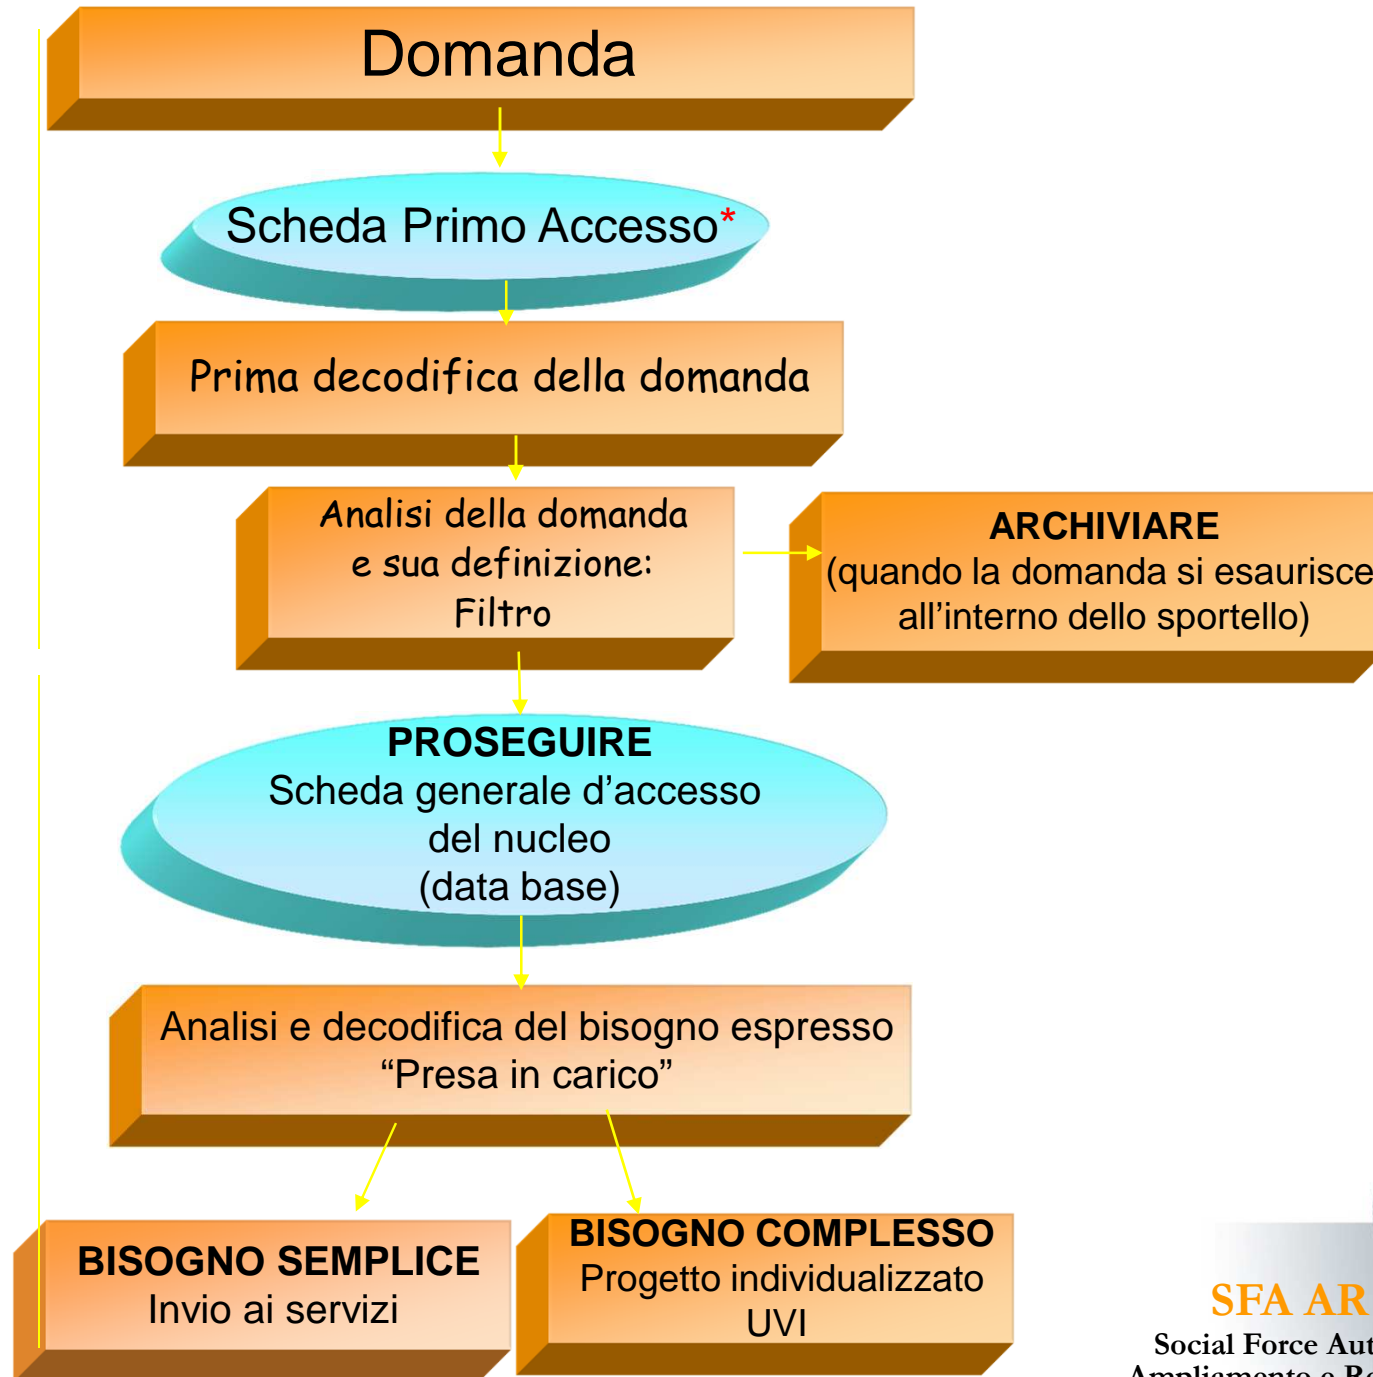 Domanda
Scheda Primo Accesso*
Prima decodifica della domanda
Analisi della domanda
e sua definizione:
Filtro
ARCHIVIARE
(quando la domanda si esaurisce
all’interno dello sportello)
PROSEGUIRE
Scheda generale d’accesso
del nucleo
(data base)
Analisi e decodifica del bisogno espresso
“Presa in carico”
BISOGNO SEMPLICE
Invio ai servizi
BISOGNO COMPLESSO
Progetto individualizzato
UVI
SFA AR
Social Force Aut
Ampliamento e Re